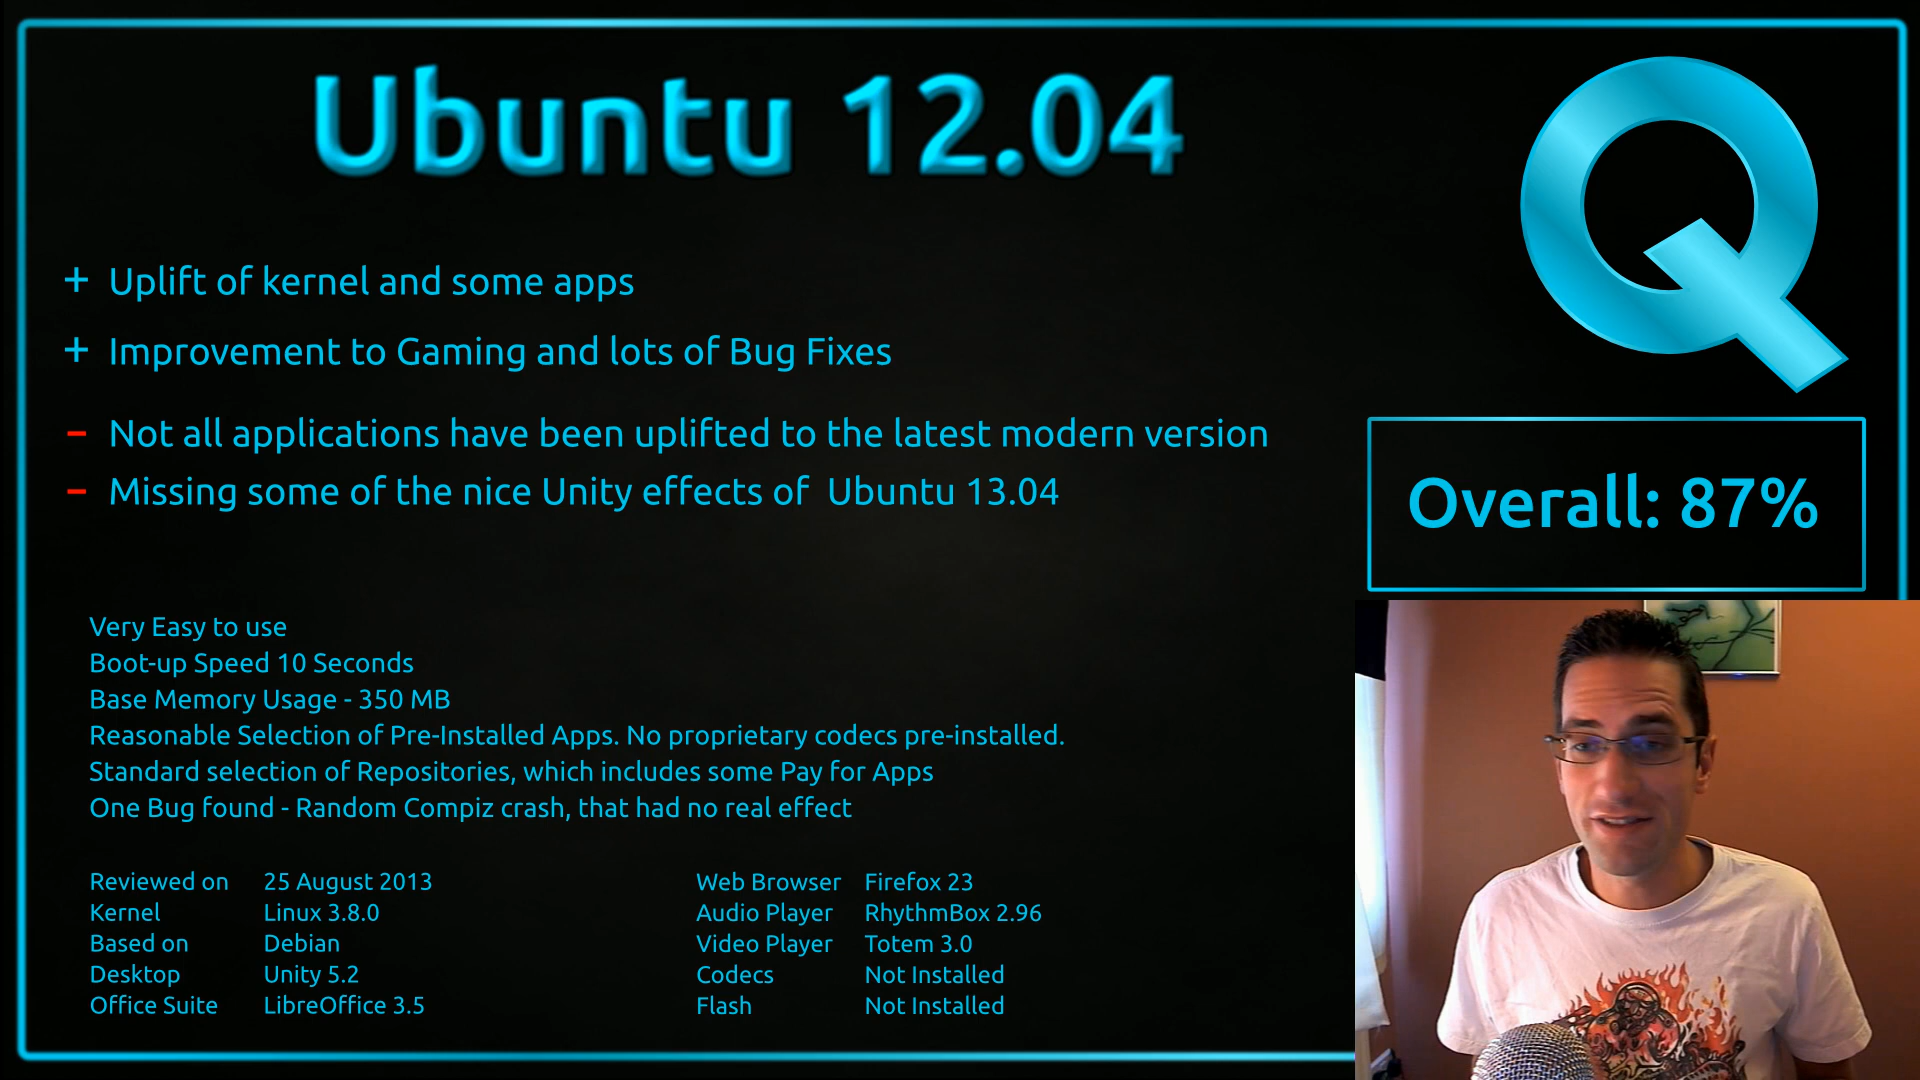 Ubuntu 12.04
Q
+ Uplift of kernel and some apps
+ Improvement to Gaming and lots of Bug Fixes
- Not all applications have been uplifted to the latest modern version
- Missing some of the nice Unity effects of Ubuntu 13.04
Overall: 87%
Very Easy to use
Boot-up Speed 10 Seconds
Base Memory Usage - 350 MB
Reasonable Selection of Pre-Installed Apps. No proprietary codecs pre-installed.
Standard selection of Repositories, which includes some Pay for Apps
One Bug found - Random Compiz crash, that had no real effect
Reviewed on 25 August 2013
Kernel Linux 3.8.0
Based on Debian
Desktop Unity 5.2
Office Suite LibreOffice 3.5
Web Browser Firefox 23
Audio Player RhythmBox 2.96
Video Player Totem 3.0
Codecs Not Installed
Flash Not Installed